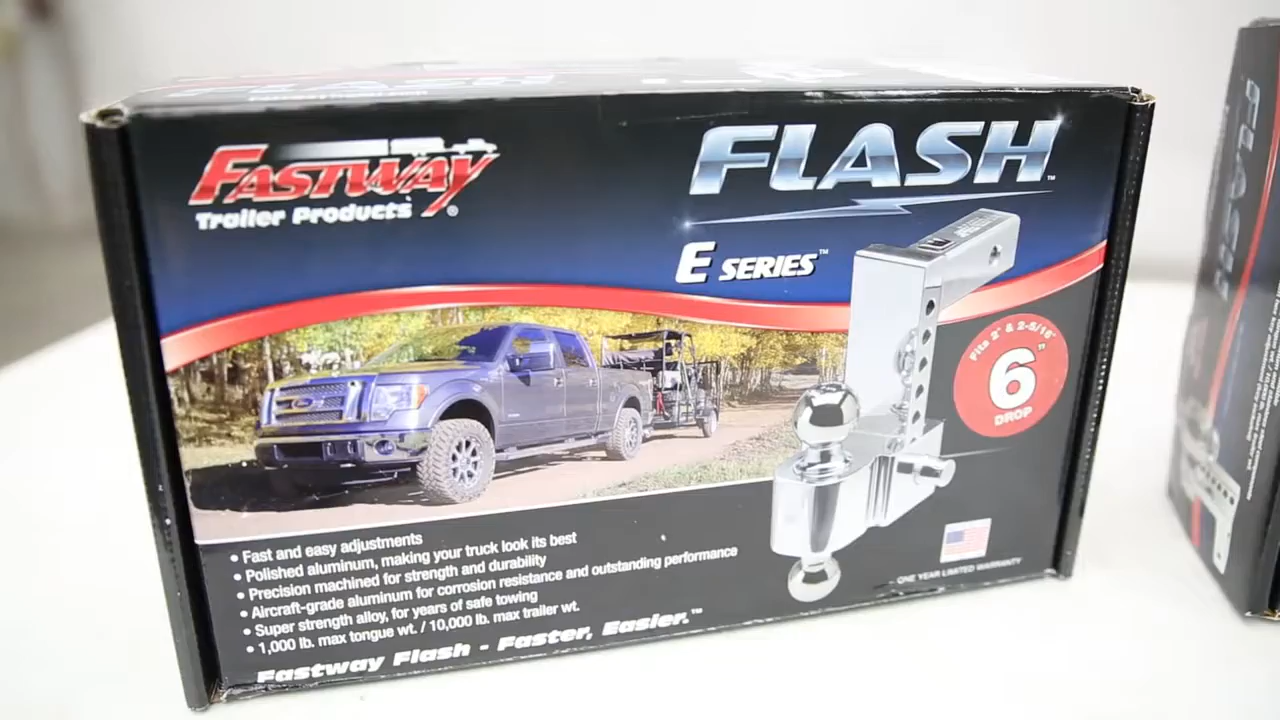 FASTWAY
Trailer Products®
FLASH™
E SERIES™
Fits 2" & 2-5/16"
6"
DROP
• Fast and easy adjustments
• Polished aluminum, making your truck look its best
• Precision machined for strength and durability
• Aircraft-grade aluminum for corrosion resistance and outstanding performance
• Super strength alloy, for years of safe towing
• 1,000 lb. max tongue wt. / 10,000 lb. max trailer wt.
ONE YEAR LIMITED WARRANTY
Fastway Flash - Faster, Easier.™
FLASH